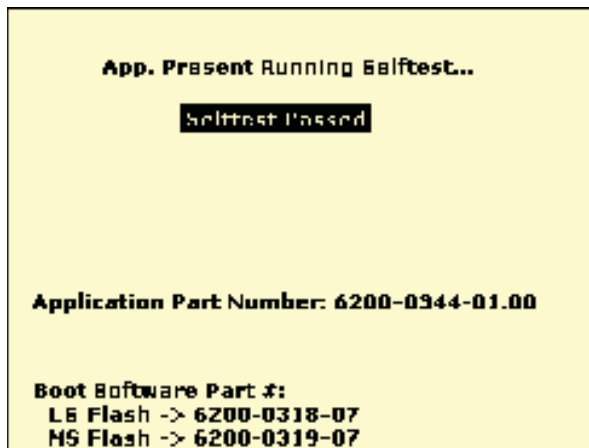 App. Present Running Selftest...
Selftest Passed
Application Part Number: 6200-0344-01.00
Boot Software Part #:
LS Flash -> 6200-0318-07
MS Flash -> 6200-0319-07